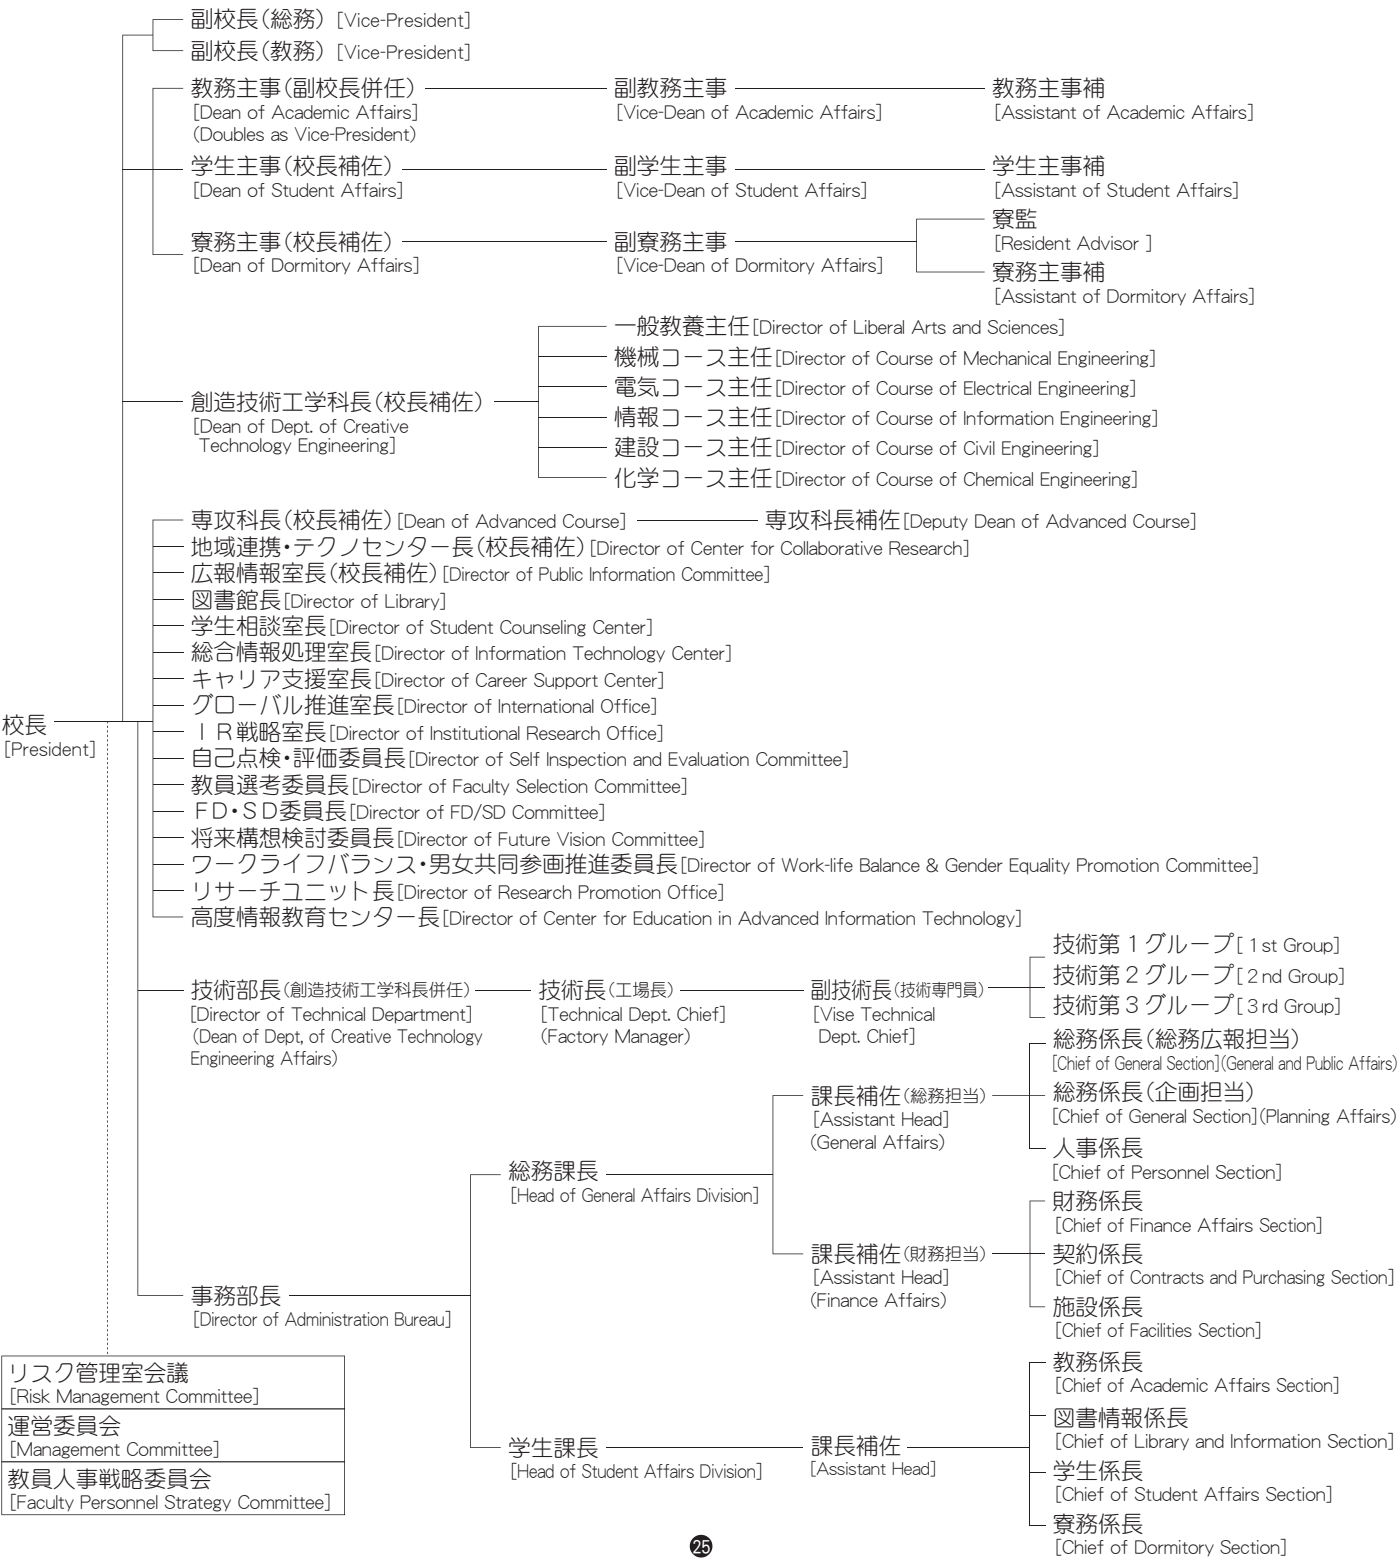 副校長(総務) [Vice-President]
副校長(教務) [Vice-President]
教務主事(副校長併任) 副教務主事 教務主事補
[Dean of Academic Affairs] [Vice-Dean of Academic Affairs] [Assistant of Academic Affairs]
(Doubles as Vice-President)
学生主事(校長補佐) 副学生主事 学生主事補
[Dean of Student Affairs] [Vice-Dean of Student Affairs] [Assistant of Student Affairs]
寮監
[Resident Advisor ]
寮務主事(校長補佐) 副寮務主事
[Dean of Dormitory Affairs] [Vice-Dean of Dormitory Affairs]
寮務主事補
[Assistant of Dormitory Affairs]
一般教養主任[Director of Liberal Arts and Sciences]
機械コース主任[Director of Course of Mechanical Engineering]
電気コース主任[Director of Course of Electrical Engineering]
創造技術工学科長(校長補佐)
[Dean of Dept. of Creative
Technology Engineering]
情報コース主任[Director of Course of Information Engineering]
建設コース主任[Director of Course of Civil Engineering]
化学コース主任[Director of Course of Chemical Engineering]
専攻科長(校長補佐)[Dean of Advanced Course] 専攻科長補佐[Deputy Dean of Advanced Course]
地域連携・テクノセンター長(校長補佐)[Director of Center for Collaborative Research]
広報情報室長(校長補佐)[Director of Public Information Committee]
図書館長[Director of Library]
学生相談室長[Director of Student Counseling Center]
総合情報処理室長[Director of Information Technology Center]
キャリア支援室長[Director of Career Support Center]
グローバル推進室長[Director of International Office]
校長
[President]
ＩＲ戦略室長[Director of Institutional Research Office]
自己点検・評価委員長[Director of Self Inspection and Evaluation Committee]
教員選考委員長[Director of Faculty Selection Committee]
ＦＤ・ＳＤ委員長[Director of FD/SD Committee]
将来構想検討委員長[Director of Future Vision Committee]
ワークライフバランス・男女共同参画推進委員長[Director of Work-life Balance & Gender Equality Promotion Committee]
リサーチユニット長[Director of Research Promotion Office]
高度情報教育センター長[Director of Center for Education in Advanced Information Technology]
技術第１グループ[１st Group]
技術第２グループ[２nd Group]
技術第３グループ[３rd Group]
技術部長(創造技術工学科長併任) 技術長(工場長) 副技術長(技術専門員)
[Director of Technical Department] [Technical Dept. Chief] [Vise Technical
(Dean of Dept, of Creative Technology (Factory Manager) Dept. Chief]
Engineering Affairs)
総務係長(総務広報担当)
[Chief of General Section](General and Public Affairs)
課長補佐(総務担当) 総務係長(企画担当)
[Assistant Head] [Chief of General Section](Planning Affairs)
(General Affairs)
人事係長
[Chief of Personnel Section]
総務課長
[Head of General Affairs Division]
財務係長
[Chief of Finance Affairs Section]
課長補佐(財務担当) 契約係長
[Assistant Head] [Chief of Contracts and Purchasing Section]
(Finance Affairs)
施設係長
[Chief of Facilities Section]
事務部長
[Director of Administration Bureau]
教務係長
[Chief of Academic Affairs Section]
図書情報係長
[Chief of Library and Information Section]
学生課長 課長補佐
[Head of Student Affairs Division] [Assistant Head]
学生係長
[Chief of Student Affairs Section]
寮務係長
[Chief of Dormitory Section]
リスク管理室会議
[Risk Management Committee]
運営委員会
[Management Committee]
教員人事戦略委員会
[Faculty Personnel Strategy Committee]
25